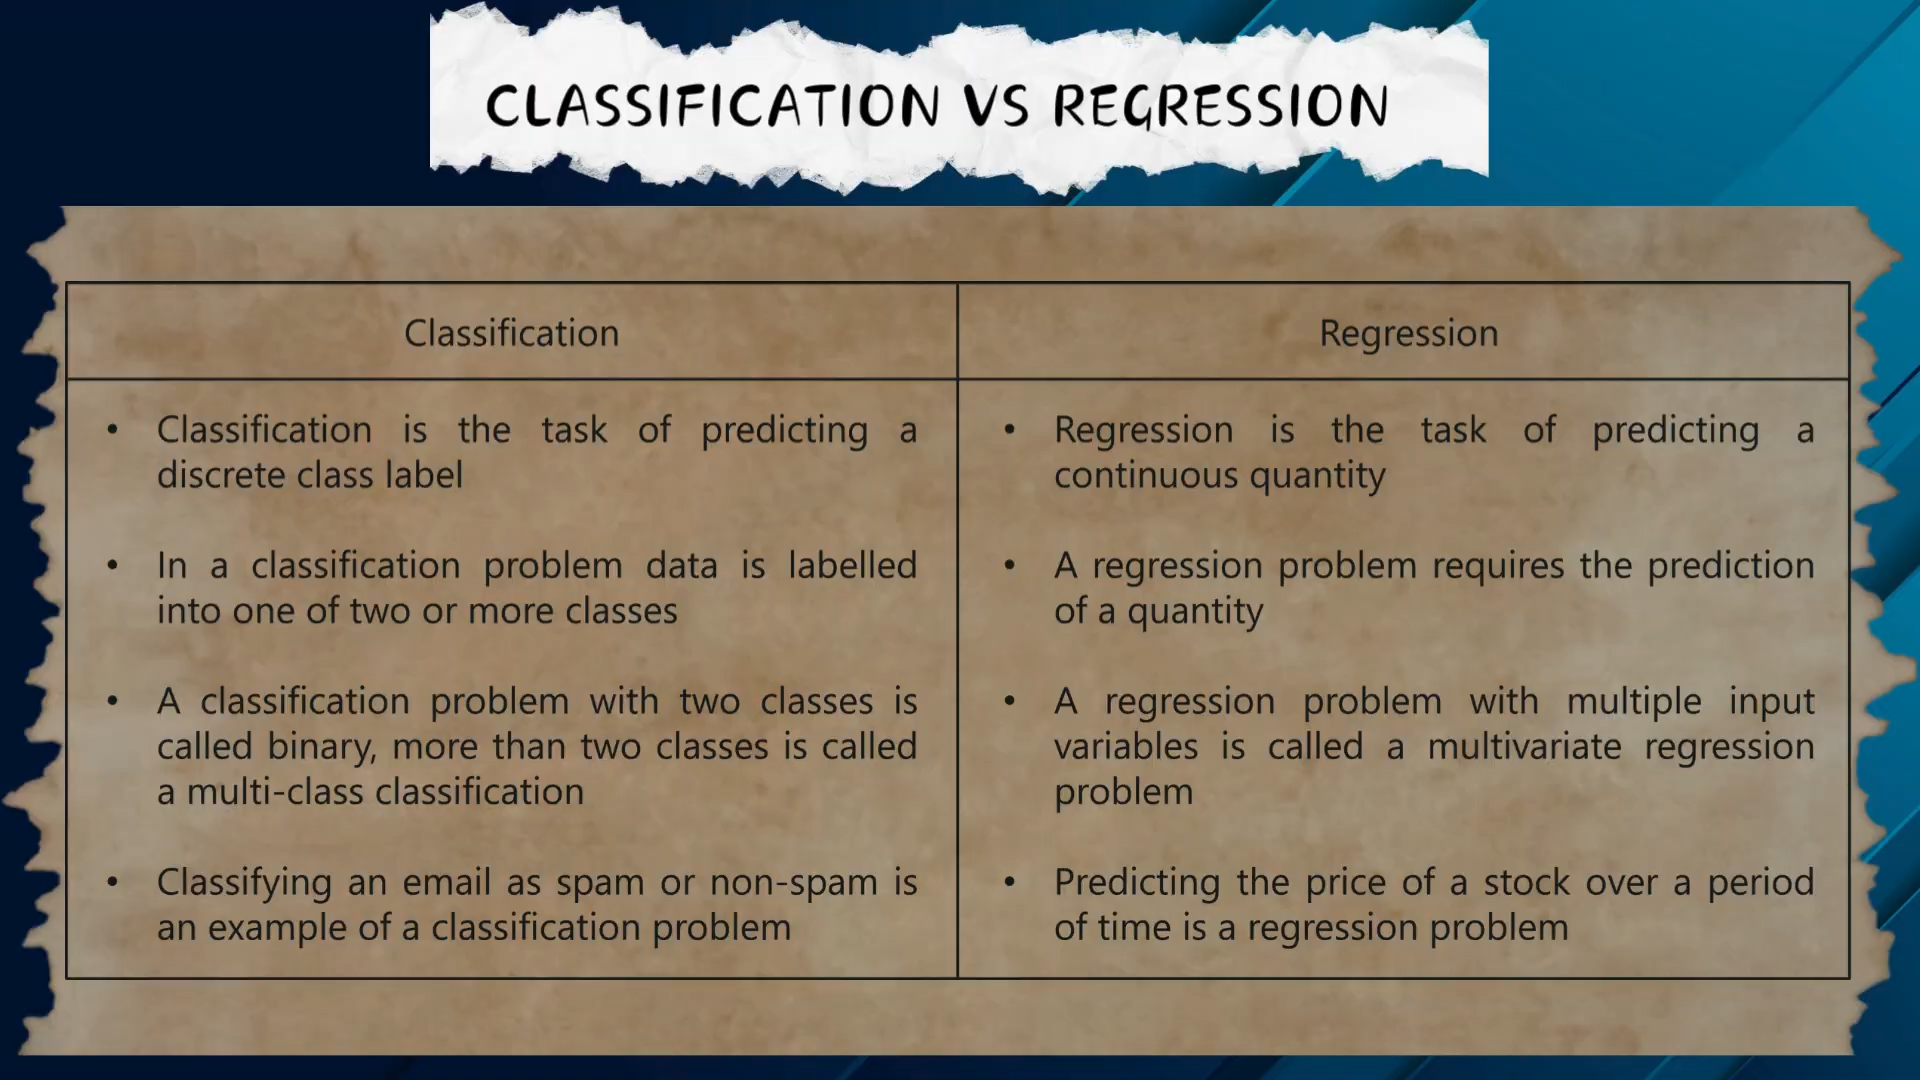 CLASSIFICATION VS REGRESSION
Classification
Regression
• Classification is the task of predicting a
discrete class label
• In a classification problem data is labelled
into one of two or more classes
• A classification problem with two classes is
called binary, more than two classes is called
a multi-class classification
• Classifying an email as spam or non-spam is
an example of a classification problem
• Regression is the task of predicting a
continuous quantity
• A regression problem requires the prediction
of a quantity
• A regression problem with multiple input
variables is called a multivariate regression
problem
• Predicting the price of a stock over a period
of time is a regression problem